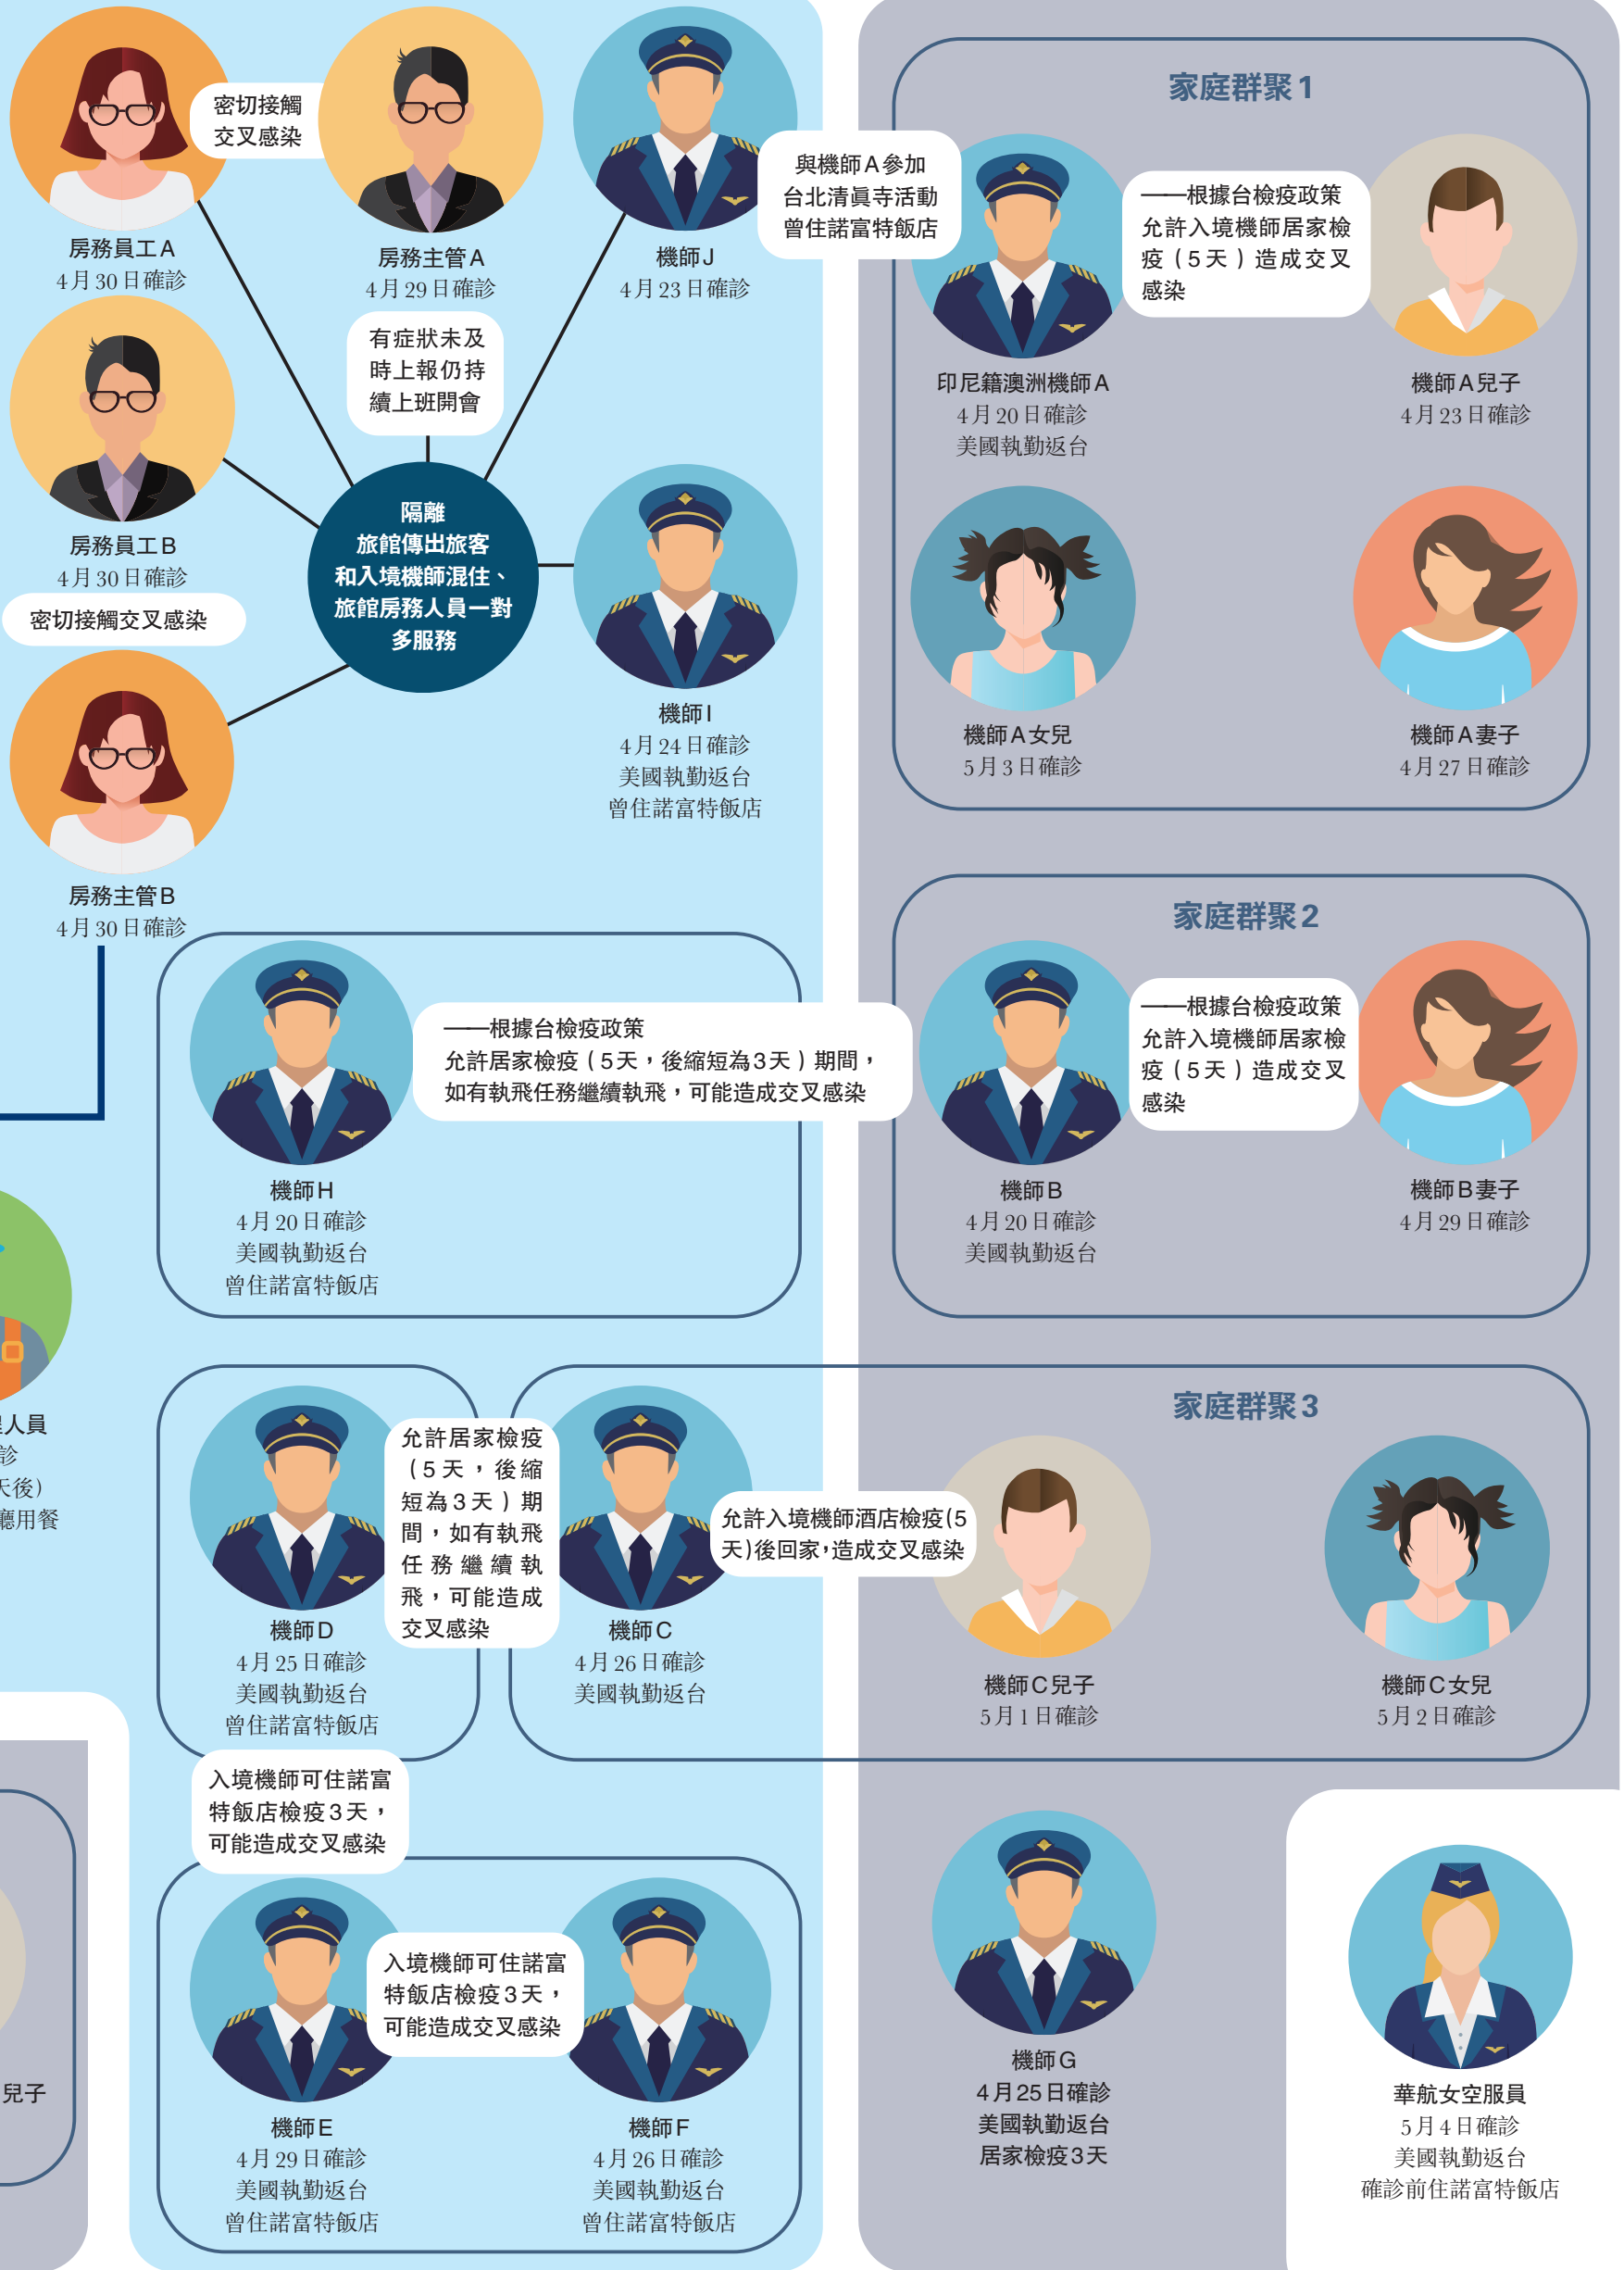 密切接觸
交叉感染
房務員工A
4月30日確診
房務主管A
4月29日確診
機師J
4月23日確診
有症狀未及
時上報仍持
續上班開會
房務員工B
4月30日確診
密切接觸交叉感染
隔離
旅館傳出旅客
和入境機師混住、
旅館房務人員一對
多服務
機師I
4月24日確診
美國執勤返台
曾住諾富特飯店
房務主管B
4月30日確診
與機師A參加
台北清眞寺活動
曾住諾富特飯店
家庭群聚1
——根據台檢疫政策
允許入境機師居家檢
疫(5天)造成交叉
感染
印尼籍澳洲機師A
4月20日確診
美國執勤返台
機師A兒子
4月23日確診
機師A女兒
5月3日確診
機師A妻子
4月27日確診
——根據台檢疫政策
允許居家檢疫(5天,後縮短為3天)期間,
如有執飛任務繼續執飛,可能造成交叉感染
機師H
4月20日確診
美國執勤返台
曾住諾富特飯店
家庭群聚2
——根據台檢疫政策
允許入境機師居家檢
疫(5天)造成交叉
感染
機師B
4月20日確診
美國執勤返台
機師B妻子
4月29日確診
人員
診
天後)
廳用餐
允許居家檢疫
(5天,後縮
短為3天)期
間,如有執飛
任務繼續執
飛,可能造成
交叉感染
機師D
4月25日確診
美國執勤返台
曾住諾富特飯店
機師C
4月26日確診
美國執勤返台
家庭群聚3
允許入境機師酒店檢疫(5
天)後回家,造成交叉感染
機師C兒子
5月1日確診
機師C女兒
5月2日確診
入境機師可住諾富
特飯店檢疫3天,
可能造成交叉感染
入境機師可住諾富
特飯店檢疫3天,
可能造成交叉感染
機師E
4月29日確診
美國執勤返台
曾住諾富特飯店
機師F
4月26日確診
美國執勤返台
曾住諾富特飯店
機師G
4月25日確診
美國執勤返台
居家檢疫3天
華航女空服員
5月4日確診
美國執勤返台
確診前住諾富特飯店
兒子